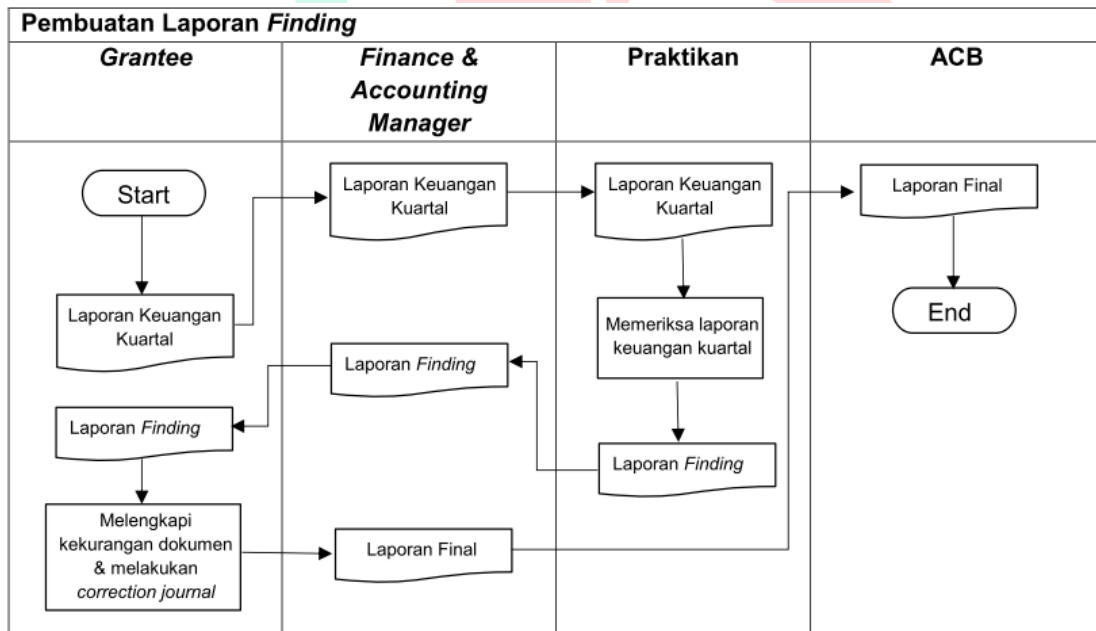 Pembuatan Laporan Finding
Grantee
Finance &
Accounting
Manager
Praktikan
ACB
Start
Laporan Keuangan
Kuartal
Laporan Finding
Melengkapi
kekurangan dokumen
& melakukan
correction journal
Laporan Keuangan
Kuartal
Laporan Finding
Laporan Final
Laporan Keuangan
Kuartal
Memeriksa laporan
keuangan kuartal
Laporan Finding
Laporan Final
End